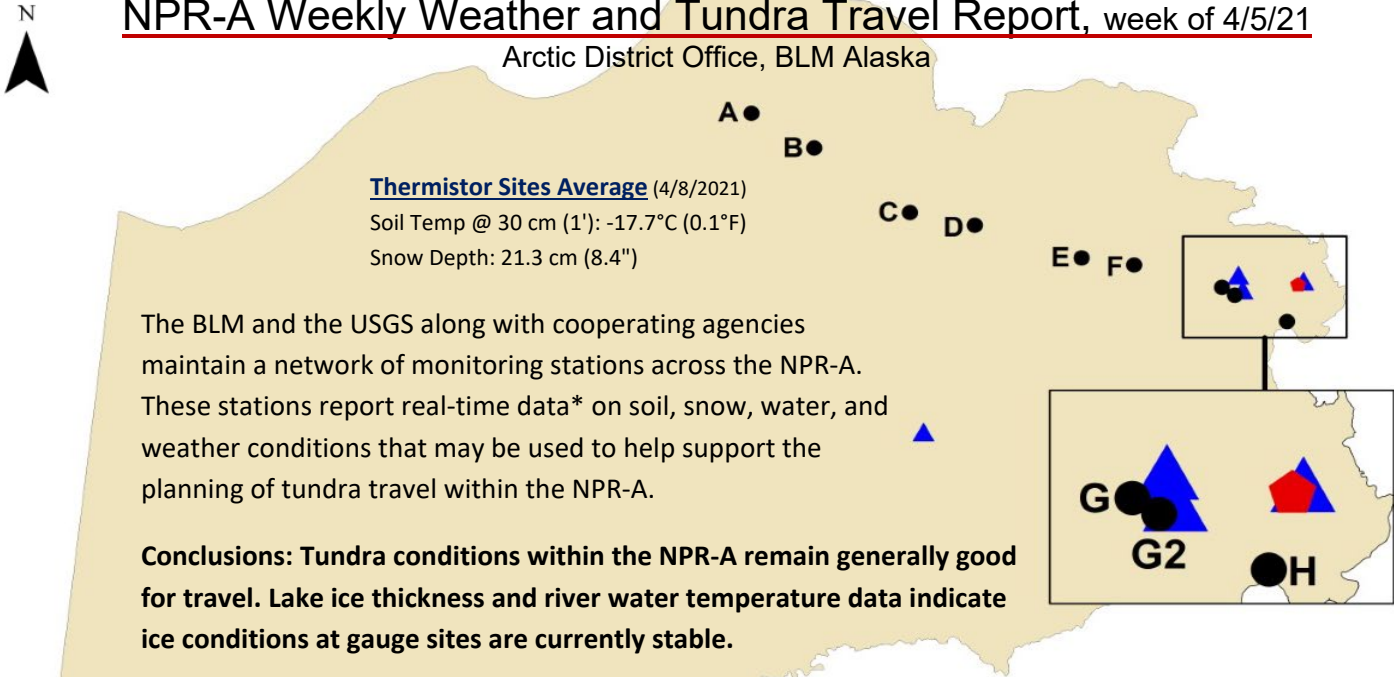 N
NPR-A Weekly Weather and Tundra Travel Report, week of 4/5/21
Arctic District Office, BLM Alaska
A
B
Thermistor Sites Average (4/8/2021)
Soil Temp @ 30 cm (1'): -17.7°C (0.1°F)
Snow Depth: 21.3 cm (8.4")
C
D
E
F
The BLM and the USGS along with cooperating agencies
maintain a network of monitoring stations across the NPR-A.
These stations report real-time data* on soil, snow, water, and
weather conditions that may be used to help support the
planning of tundra travel within the NPR-A.
G
G2
H
Conclusions: Tundra conditions within the NPR-A remain generally good
for travel. Lake ice thickness and river water temperature data indicate
ice conditions at gauge sites are currently stable.